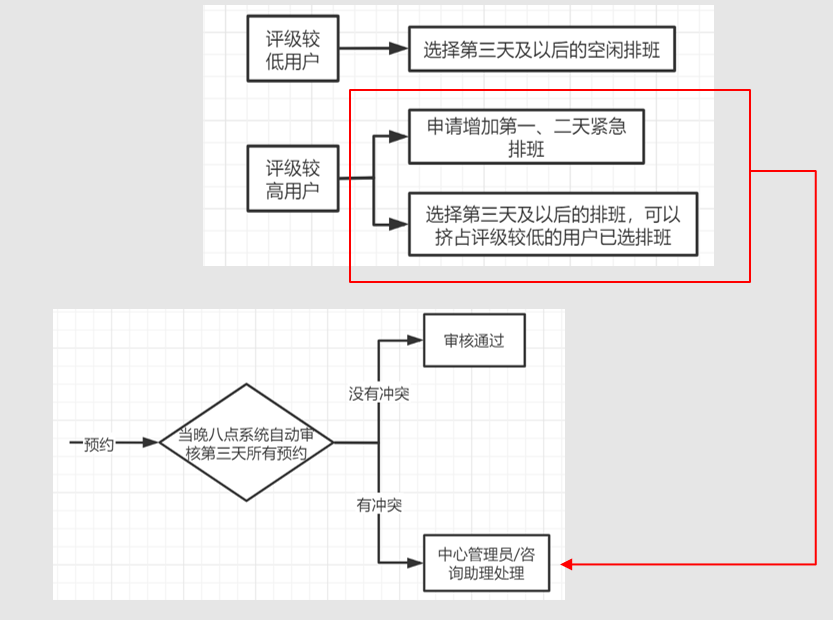 评级较
低用户
选择第三天及以后的空闲排班
申请增加第一、二天紧急
排班
评级较
高用户
选择第三天及以后的排班，可以
挤占评级较低的用户已选排班
审核通过
没有冲突
预约
当晚八点系统自动审
核第三天所有预约
有冲突
中心管理员/咨
询助理处理